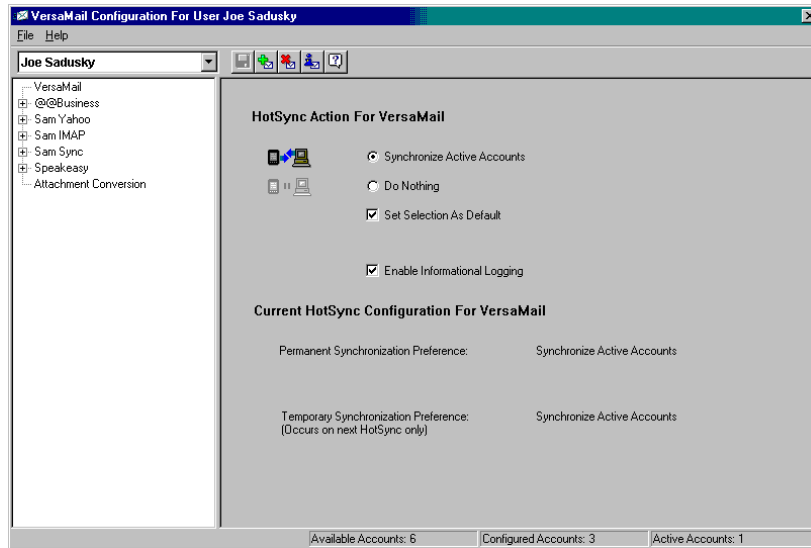 VersaMail Configuration For User Joe Sadusky
File Help
Joe Sadusky
VersaMail
@@Business
Sam Yahoo
Sam IMAP
Sam Sync
Speakeasy
Attachment Conversion
HotSync Action For VersaMail
Synchronize Active Accounts
Do Nothing
Set Selection As Default
Enable Informational Logging
Current HotSync Configuration For VersaMail
Permanent Synchronization Preference: Synchronize Active Accounts
Temporary Synchronization Preference: Synchronize Active Accounts
(Occurs on next HotSync only)
Available Accounts: 6 Configured Accounts: 3 Active Accounts: 1